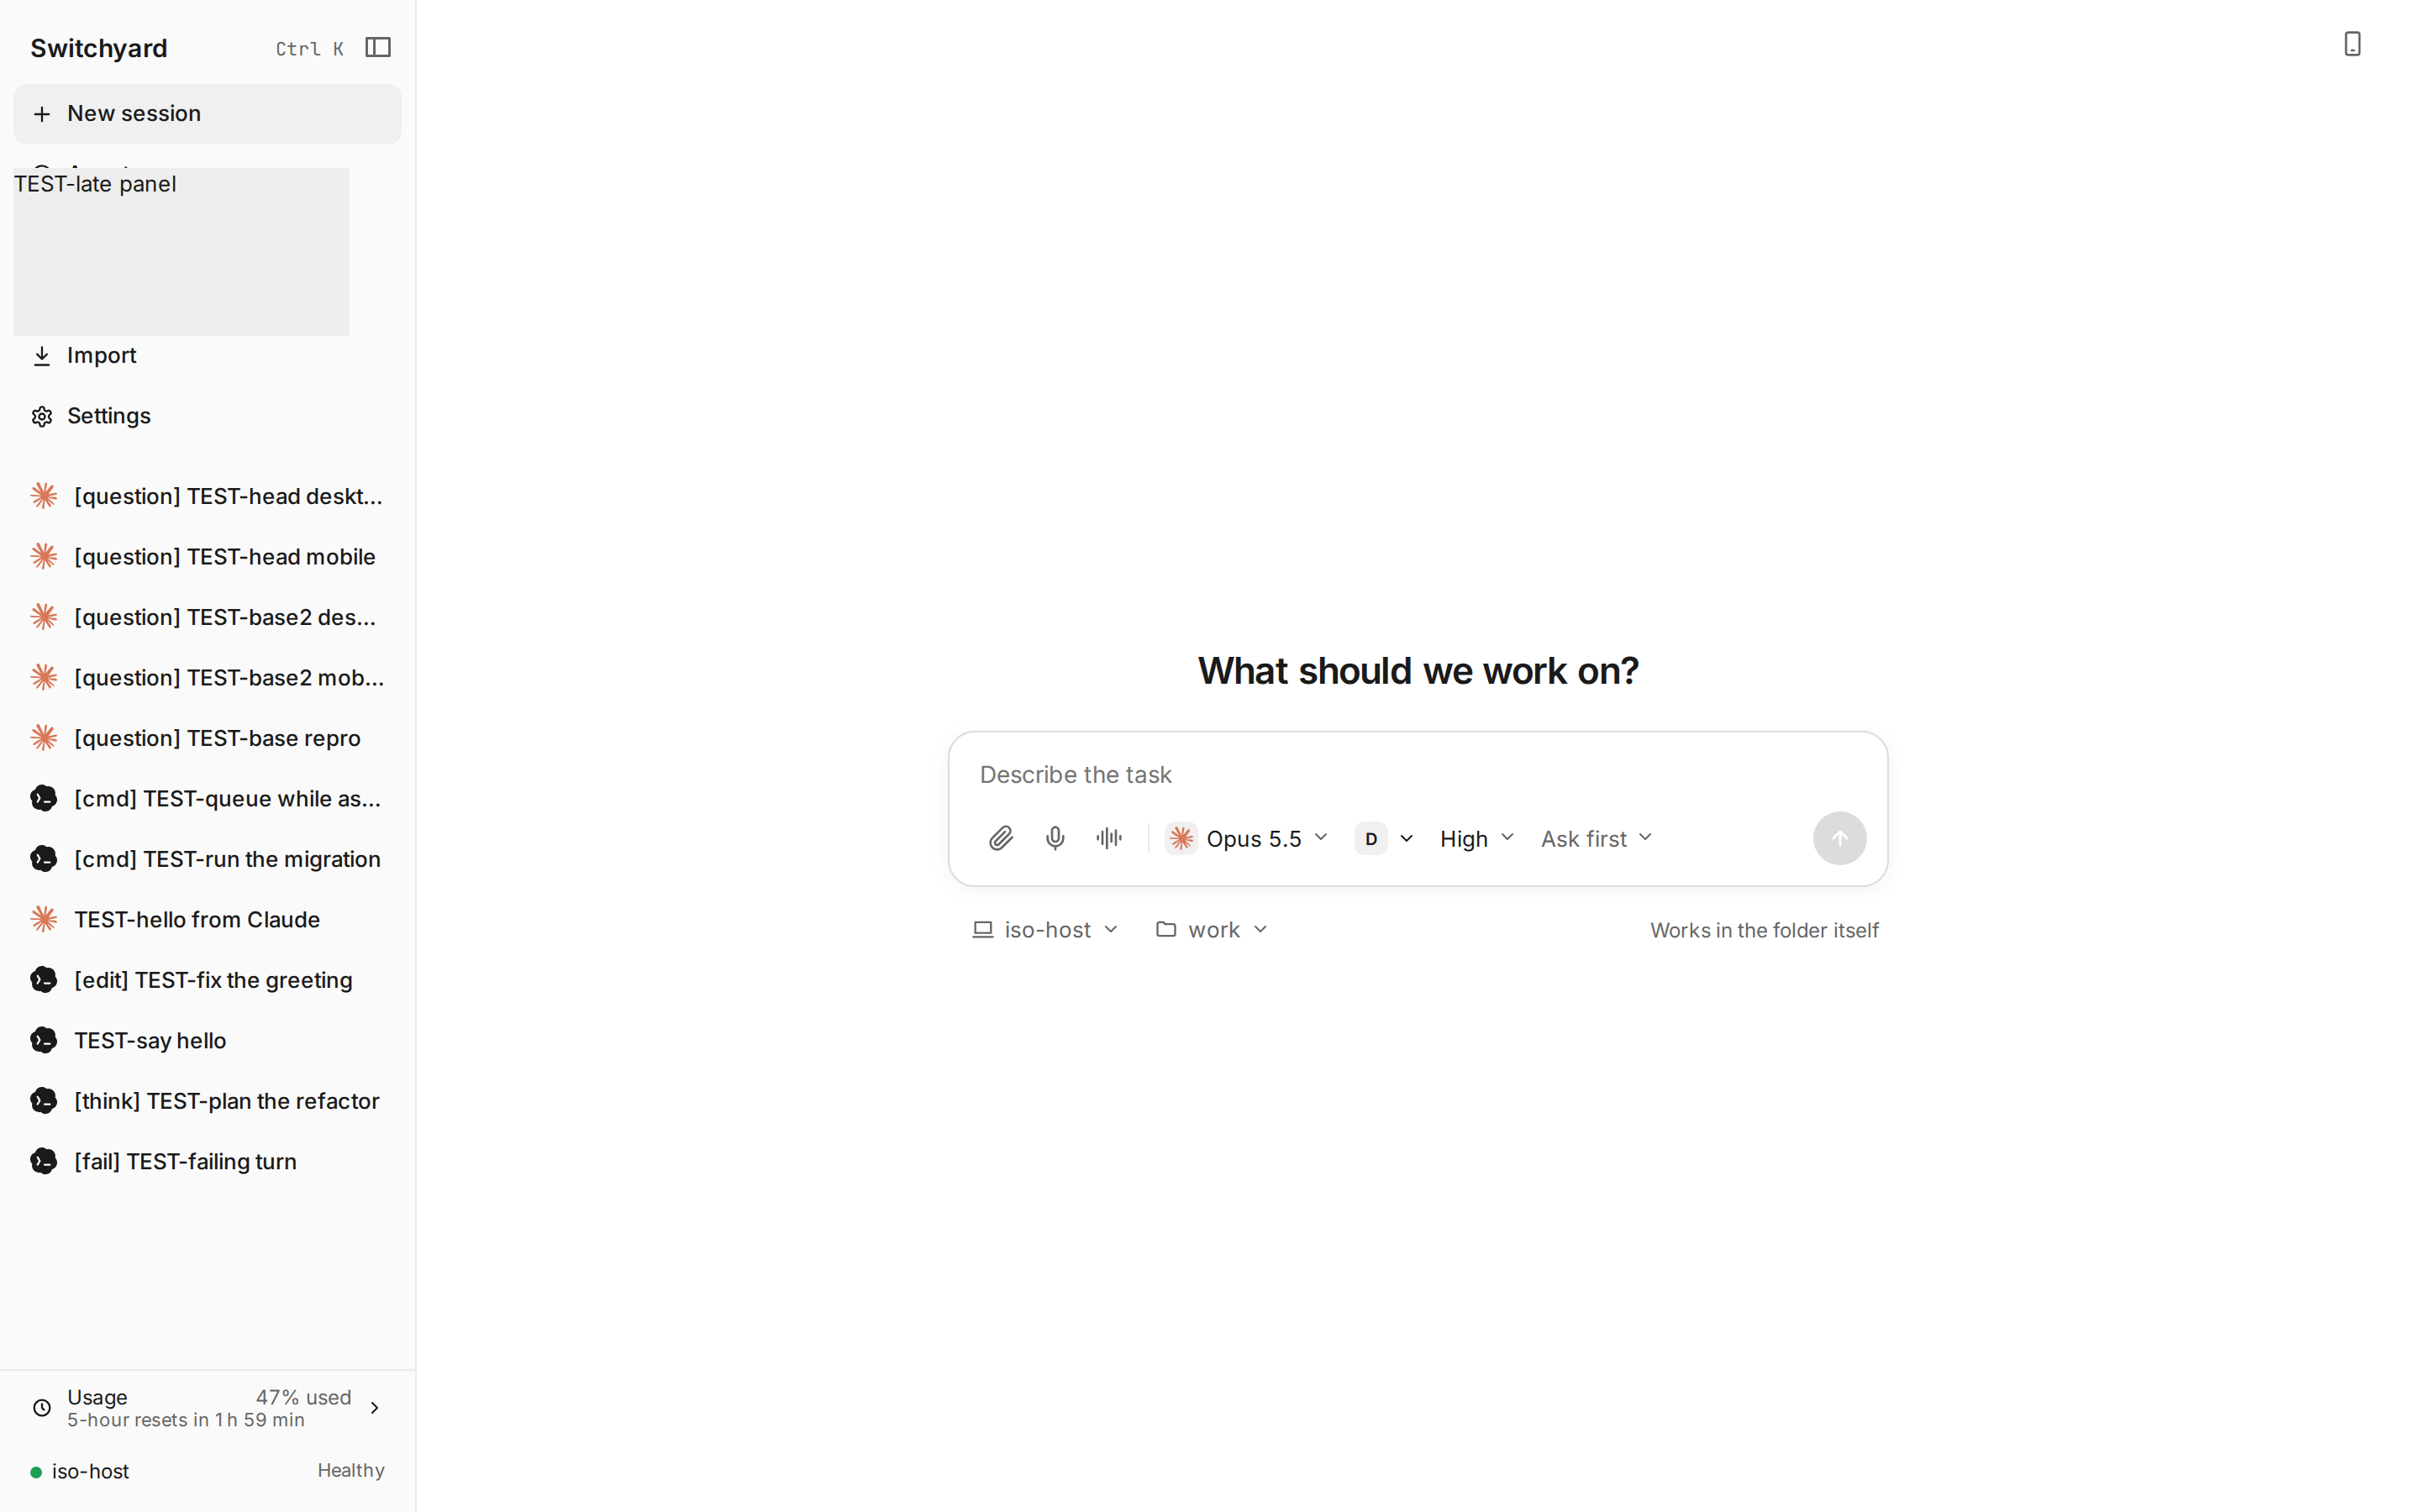 Switchyard
Ctrl K
New session
TEST-late panel
Import
Settings
[question] TEST-head deskt...
[question] TEST-head mobile
[question] TEST-base2 des...
[question] TEST-base2 mob...
[question] TEST-base repro
[cmd] TEST-queue while as...
[cmd] TEST-run the migration
TEST-hello from Claude
[edit] TEST-fix the greeting
TEST-say hello
[think] TEST-plan the refactor
[fail] TEST-failing turn
Usage
47% used
5-hour resets in 1 h 59 min
iso-host
Healthy
What should we work on?
Describe the task
Opus 5.5
D
High
Ask first
iso-host
work
Works in the folder itself